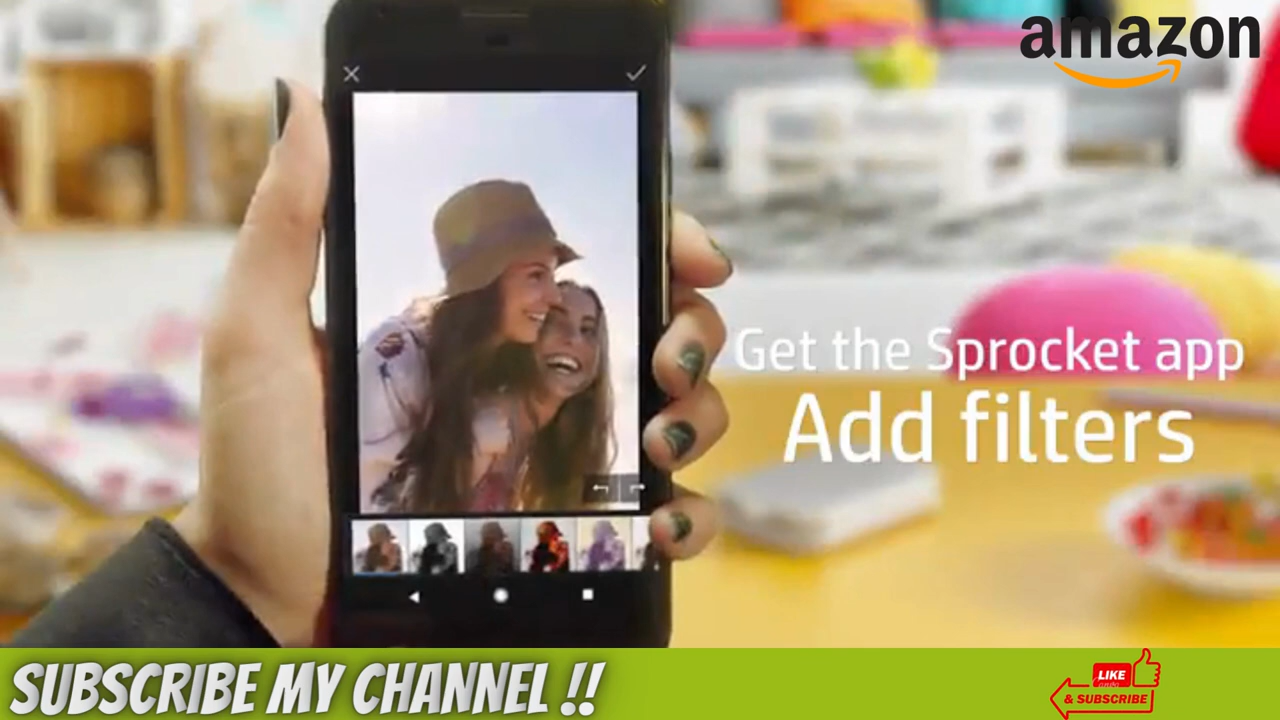 amazon
Get the Sprocket app
Add filters
SUBSCRIBE MY CHANNEL !!
LIKE
& SUBSCRIBE